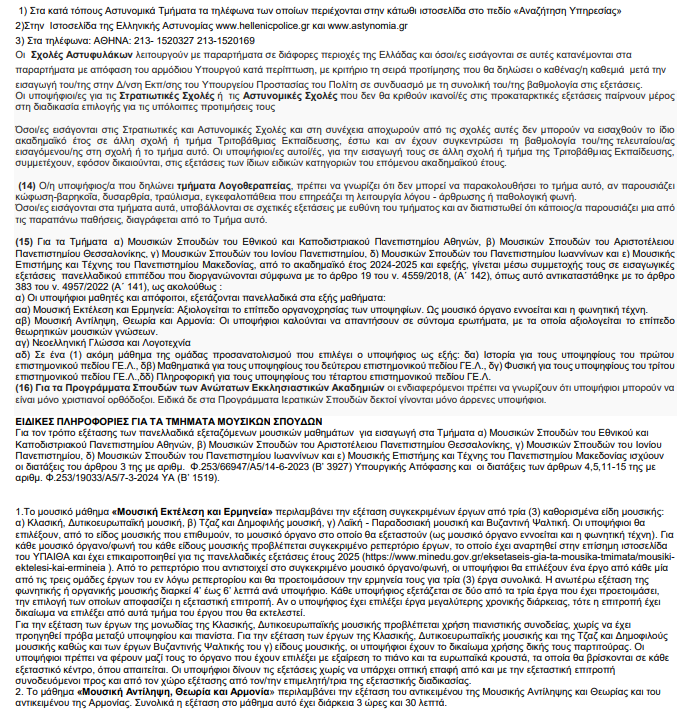 1) Στα κατά τόπους Αστυνομικά Τμήματα τα τηλέφωνα των οποίων περιέχονται στην κάτωθι ιστοσελίδα στο πεδίο «Αναζήτηση Υπηρεσίας»
2)Στην Ιστοσελίδα της Ελληνικής Αστυνομίας www.hellenicpolice.gr και www.astynomia.gr
3) Στα τηλέφωνα: ΑΘΗΝΑ: 213- 1520327 213-1520169
Οι Σχολές Αστυφυλάκων λειτουργούν με παραρτήματα σε διάφορες περιοχής της Ελλάδας και όσοι/ες εισάγονται σε αυτές κατανέμονται στα
παραρτήματα με απόφαση του αρμόδιου Υπουργού κατά περίπτωση, με κριτήριο τη σειρά προτίμησης που θα δηλώσει ο καθένας/η καθεμιά μετά την
εισαγωγή του/της στην Δ/νση Εκπ/σης του Υπουργείου Προστασίας του Πολίτη σε συνδυασμό με τη συνολική του/της βαθμολογία στις εξετάσεις.
Οι υποψήφιοι/ες για τις Στρατιωτικές Σχολές ή τις Αστυνομικές Σχολές που δεν θα κριθούν ικανοί/ές στις προκαταρκτικές εξετάσεις παίρνουν μέρος
στη διαδικασία επιλογής για τις υπόλοιπες προτιμήσεις τους
Όσοι/ες εισάγονται στις Στρατιωτικές και Αστυνομικές Σχολές και στη συνέχεια αποχωρούν από τις σχολές αυτές δεν μπορούν να εισαχθούν το ίδιο
ακαδημαϊκό έτος σε άλλη σχολή ή τμήμα Τριτοβάθμιας Εκπαίδευσης, έστω και αν έχουν συγκεντρώσει τη βαθμολογία του/της τελευταίου/ας
εισαγόμενου/ης στη σχολή ή το τμήμα αυτό. Οι υποψήφιοι/ες αυτοί/ές, για την εισαγωγή τους σε άλλη σχολή ή τμήμα της Τριτοβάθμιας Εκπαίδευσης,
συμμετέχουν, εφόσον δικαιούνται, στις εξετάσεις των ίδιων ειδικών κατηγοριών του επόμενου ακαδημαϊκού έτους.
(14) Ο/η υποψήφιος/α που δηλώνει τμήματα Λογοθεραπείας, πρέπει να γνωρίζει ότι δεν μπορεί να παρακολουθήσει το τμήμα αυτό, αν παρουσιάζει
κώφωση-βαρηκοΐα, δυσαρθρία, τραύλισμα, εγκεφαλοπάθεια που επηρεάζει τη λειτουργία λόγου - άρθρωσης ή παθολογική φωνή.
Όσοι/ες εισάγονται στα τμήματα αυτά, υποβάλλονται σε σχετικές εξετάσεις με ευθύνη του τμήματος και αν διαπιστωθεί ότι κάποιος/α παρουσίαζει μια από
τις παραπάνω παθήσεις, διαγράφεται από το Τμήμα αυτό.
(15) Για τα Τμήματα α) Μουσικών Σπουδών του Εθνικού και Καποδιστριακού Πανεπιστημίου Αθηνών, β) Μουσικών Σπουδών του Αριστοτέλειου
Πανεπιστημίου Θεσσαλονίκης, γ) Μουσικών Σπουδών του Ιονίου Πανεπιστημίου, δ) Μουσικών Σπουδών του Πανεπιστημίου Ιωαννίνων και ε) Μουσικής
Επιστήμης και Τέχνης του Πανεπιστημίου Μακεδονίας, από το ακαδημαϊκό έτος 2024-2025 και εφεξής, γίνεται μέσω συμμετοχής τους σε εισαγωγικές
εξετάσεις πανελλαδικού επιπέδου που διοργανώνονται σύμφωνα με το άρθρο 19 του ν. 4559/2018, (Α΄ 142), όπως αυτό αντικαταστάθηκε με το άρθρο
383 του ν. 4957/2022 (Α΄ 141), ως ακολούθως :
α) Οι υποψήφιοι μαθητές και απόφοιτοι, εξετάζονται πανελλαδικά στα εξής μαθήματα:
αα) Μουσική Εκτέλεση και Ερμηνεία: Αξιολογείται το επίπεδο οργανοχρησίας των υποψηφίων. Ως μουσικό όργανο εννοείται και η φωνητική τέχνη.
αβ) Μουσική Αντίληψη, Θεωρία και Αρμονία: Οι υποψήφιοι καλούνται να απαντήσουν σε σύντομα ερωτήματα, με τα οποία αξιολογείται το επίπεδο
θεωρητικών μουσικών γνώσεων.
αγ) Νεοελληνική Γλώσσα και Λογοτεχνία
αδ) Σε ένα (1) ακόμη μάθημα της ομάδας προσανατολισμού που επιλέγει ο υποψήφιος ως εξής: δα) Ιστορία για τους υποψηφίους του πρώτου
επιστημονικού πεδίου ΓΕ.Λ., δβ) Μαθηματικά για τους υποψηφίους του δεύτερου επιστημονικού πεδίου ΓΕ.Λ., δγ) Φυσική για τους υποψηφίους του τρίτου
επιστημονικού πεδίου ΓΕ.Λ.,δδ) Πληροφορική για τους υποψηφίους του τέταρτου επιστημονικού πεδίου ΓΕ.Λ.
(16) Για τα Προγράμματα Σπουδών των Ανώτατων Εκκλησιαστικών Ακαδημιών οι ενδιαφερόμενοι πρέπει να γνωρίζουν ότι υποψήφιοι μπορούν να
είναι μόνο χριστιανοί ορθόδοξοι. Ειδικά δε στα Προγράμματα Ιερατικών Σπουδών δεκτοί γίνονται μόνο άρρενες υποψήφιοι.
ΕΙΔΙΚΕΣ ΠΛΗΡΟΦΟΡΙΕΣ ΓΙΑ ΤΑ ΤΜΗΜΑΤΑ ΜΟΥΣΙΚΩΝ ΣΠΟΥΔΩΝ
Για τον τρόπο εξέτασης των πανελλαδικά εξεταζομένων μουσικών μαθημάτων για εισαγωγή στα Τμήματα α) Μουσικών Σπουδών του Εθνικού και
Καποδιστριακού Πανεπιστημίου Αθηνών, β) Μουσικών Σπουδών του Αριστοτέλειου Πανεπιστημίου Θεσσαλονίκης, γ) Μουσικών Σπουδών του Ιονίου
Πανεπιστημίου, δ) Μουσικών Σπουδών του Πανεπιστημίου Ιωαννίνων και ε) Μουσικής Επιστήμης και Τέχνης του Πανεπιστημίου Μακεδονίας ισχύουν
οι διατάξεις του άρθρου 3 της με αριθμ. Φ.253/66947/Α5/14-6-2023 (Β΄ 3927) Υπουργικής Απόφασης και οι διατάξεις των άρθρων 4,5,11-15 της με
αριθμ. Φ.253/19033/Α5/7-3-2024 ΥΑ (Β΄ 1519).
1.Το μουσικό μάθημα «Μουσική Εκτέλεση και Ερμηνεία» περιλαμβάνει την εξέταση συγκεκριμένων έργων από τρία (3) καθορισμένα είδη μουσικής:
α) Κλασική, Δυτικοευρωπαϊκή μουσική, β) Τζαζ και Δημοφιλής μουσική, γ) Λαϊκή - Παραδοσιακή μουσική και Βυζαντινή Ψαλτική. Οι υποψήφιοι θα
επιλέξουν, από το είδος μουσικής που επιθυμούν, το μουσικό όργανο στο οποίο θα εξεταστούν (ως μουσικό όργανο εννοείται και η φωνητική τέχνη). Για
κάθε μουσικό όργανο/φωνή του κάθε είδους μουσικής προβλέπεται συγκεκριμένο ρεπερτόριο έργων, το οποίο έχει αναρτηθεί στην επίσημη ιστοσελίδα
του ΥΠΑΙΘΑ και έχει επικαιροποιηθεί για τις πανελλαδικές εξετάσεις έτους 2025 (https://www.minedu.gov.gr/eksetaseis-gia-ta-mousika-tmimata/mousiki-
ektelesi-kai-ermineia ). Από το ρεπερτόριο που αντιστοιχεί στο συγκεκριμένο μουσικό όργανο/φωνή, οι υποψήφιοι θα επιλέξουν ένα έργο από κάθε μία
από τις τρεις ομάδες έργων του εν λόγω ρεπερτορίου και θα προετοιμάσουν την ερμηνεία τους για τρία (3) έργα συνολικά. Η ανωτέρω εξέταση της
φωνητικής ή οργανικής μουσικής διαρκεί 4' έως 6' λεπτά ανά υποψήφιο. Κάθε υποψήφιος εξετάζεται σε δύο από τα τρία έργα που έχει προετοιμάσει,
την επιλογή των οποίων αποφασίζει η εξεταστική επιτροπή. Αν ο υποψήφιος έχει επιλέξει έργα μεγαλύτερης χρονικής διάρκειας, τότε η επιτροπή έχει
δικαίωμα να επιλέξει από αυτά τμήμα του έργου που θα εκτελεστεί.
Για την εξέταση των έργων της μονωδίας της Κλασικής, Δυτικοευρωπαϊκής μουσικής προβλέπεται χρήση πιανιστικής συνοδείας, χωρίς να έχει
προηγηθεί πρόβα μεταξύ υποψηφίου και πιανίστα. Για την εξέταση των έργων της Κλασικής, Δυτικοευρωπαϊκής μουσικής και της Τζαζ και Δημοφιλούς
μουσικής καθώς και των έργων Βυζαντινής Ψαλτικής του γ) είδους μουσικής, οι υποψήφιοι έχουν το δικαίωμα χρήσης δικής τους παρτιτούρας. Οι
υποψήφιοι πρέπει να φέρουν μαζί τους το όργανο που έχουν επιλέξει με εξαίρεση το πιάνο και τα ευρωπαϊκά κρουστά, τα οποία θα βρίσκονται σε κάθε
εξεταστικό κέντρο, όπου απαιτείται. Οι υποψήφιοι δίνουν τις εξετάσεις χωρίς να υπάρχει οπτική επαφή από και με την εξεταστική επιτροπή
συνοδευόμενοι προς και από τον χώρο εξέτασης από τον/την επιμελητή/τρια της εξεταστικής διαδικασίας.
2. Το μάθημα «Μουσική Αντίληψη, Θεωρία και Αρμονία» περιλαμβάνει την εξέταση του αντικειμένου της Μουσικής Αντίληψης και Θεωρίας και του
αντικειμένου της Αρμονίας. Συνολικά η εξέταση στο μάθημα αυτό έχει διάρκεια 3 ώρες και 30 λεπτά.